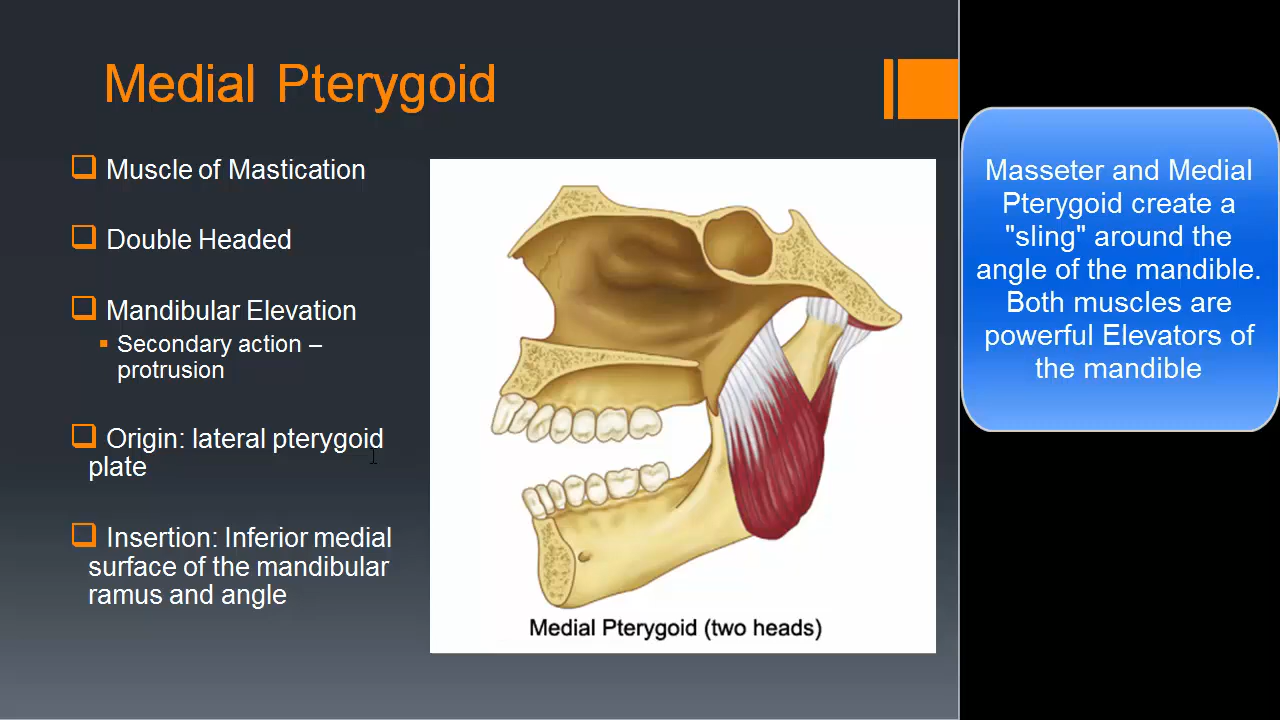 Medial Pterygoid
Muscle of Mastication
Double Headed
Mandibular Elevation
Secondary action –
protrusion
Origin: lateral pterygoid
plate
Insertion: Inferior medial
surface of the mandibular
ramus and angle
Medial Pterygoid (two heads)
Masseter and Medial
Pterygoid create a
"sling" around the
angle of the mandible.
Both muscles are
powerful Elevators of
the mandible